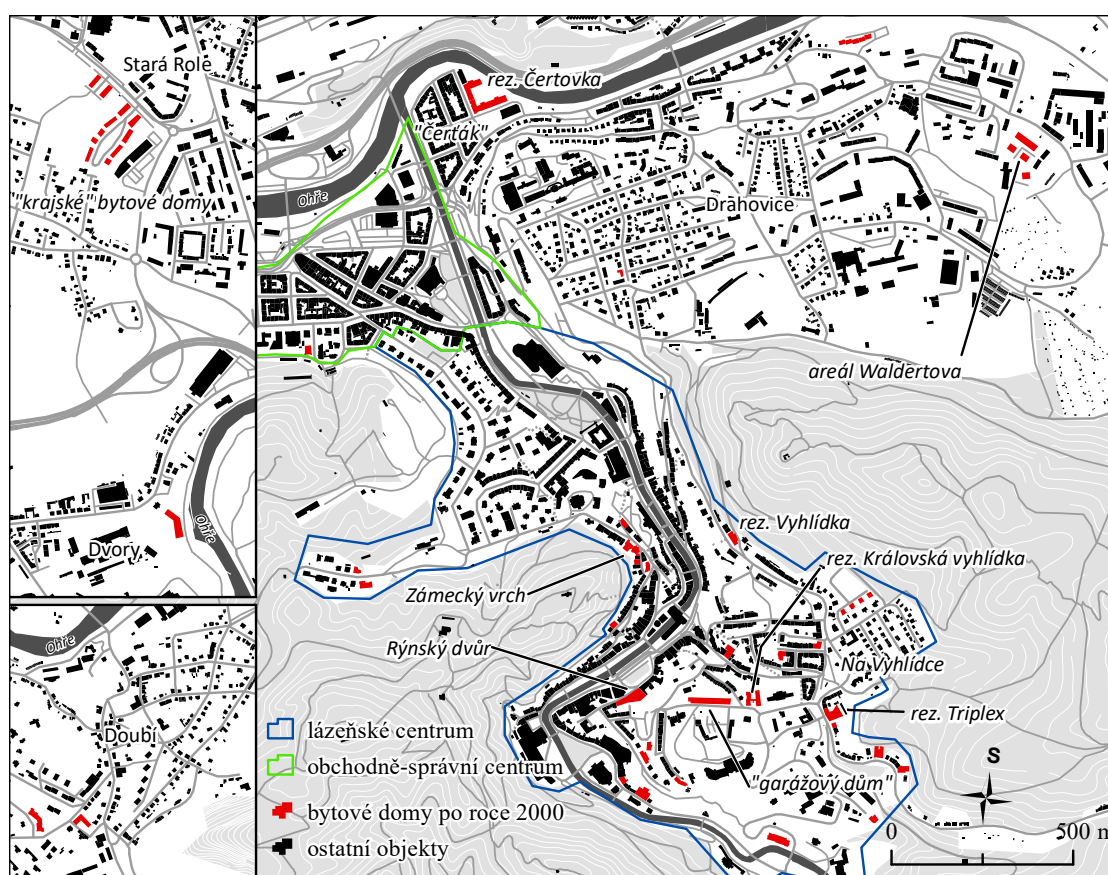 Stará Role
"krajské" bytové domy
Ohře
Dvory
Ohře
Doubí
rez. Čertovka
"Čerťák"
Ohře
Drahovice
areál Waldertova
rez. Vyhlídka
rez. Královská vyhlídka
Zámecký vrch
Rýnský dvůr
Na Vyhlídce
rez. Triplex
"garážový dům"
lázeňské centrum
obchodně-správní centrum
bytové domy po roce 2000
ostatní objekty
S
0 500 m